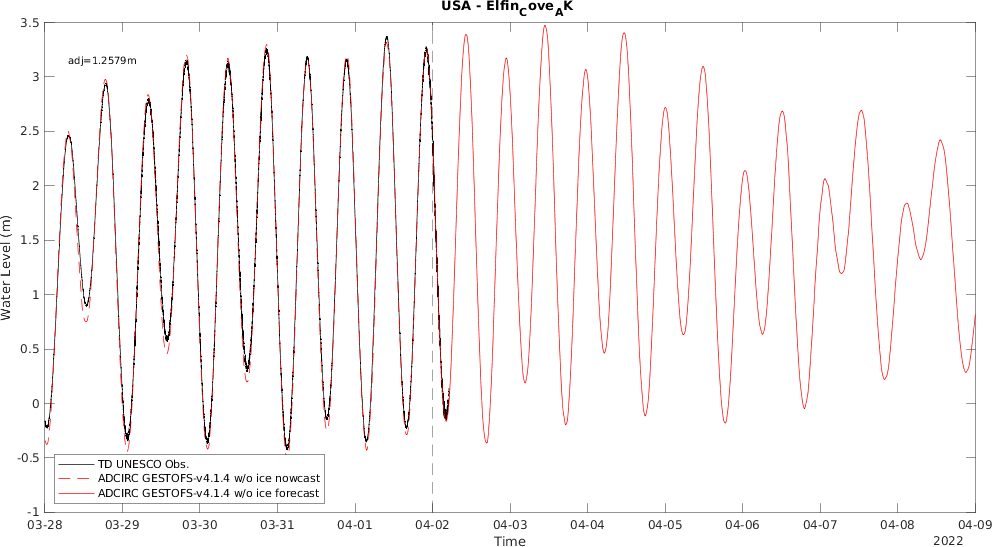 USA - Elfin_Cove_AK
adj=1.2579m
3.5
3
2.5
2
1.5
1
0.5
0
-0.5
-1
Water Level (m)
TD UNESCO Obs.
ADCIRC GESTOFS-v4.1.4 w/o ice nowcast
ADCIRC GESTOFS-v4.1.4 w/o ice forecast
03-28 03-29 03-30 03-31 04-01 04-02 04-03 04-04 04-05 04-06 04-07 04-08 04-09
Time
2022